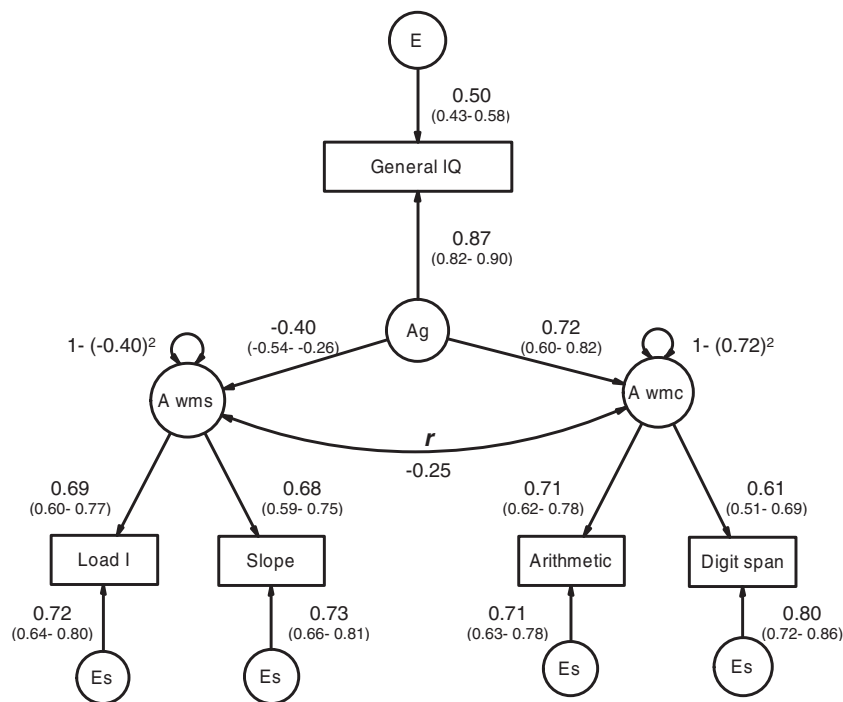 E
0.50
(0.43- 0.58)
General IQ
0.87
(0.82- 0.90)
Ag
-0.40
(-0.54- -0.26)
0.72
(0.60- 0.82)
1- (-0.40)²
1- (0.72)²
A wms
A wmc
r
-0.25
0.69
(0.60- 0.77)
0.68
(0.59- 0.75)
0.71
(0.62- 0.78)
0.61
(0.51- 0.69)
Load I
Slope
Arithmetic
Digit span
0.72
(0.64- 0.80)
0.73
(0.66- 0.81)
0.71
(0.63- 0.78)
0.80
(0.72- 0.86)
Es
Es
Es
Es